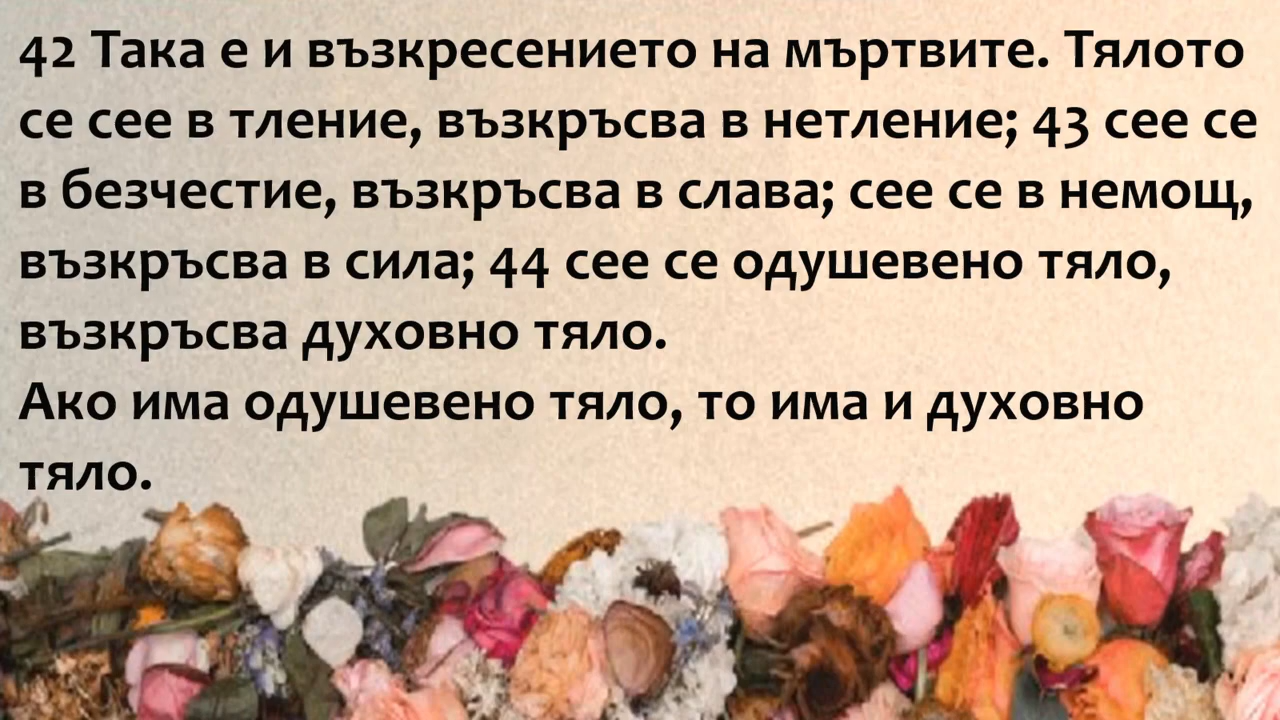 42 Така е и възкресението на мъртвите. Тялото
се сее в тление, възкръсва в нетление; 43 сее се
в безчестие, възкръсва в слава; сее се в немощ,
възкръсва в сила; 44 сее се одушевено тяло,
възкръсва духовно тяло.
Ако има одушевено тяло, то има и духовно
тяло.